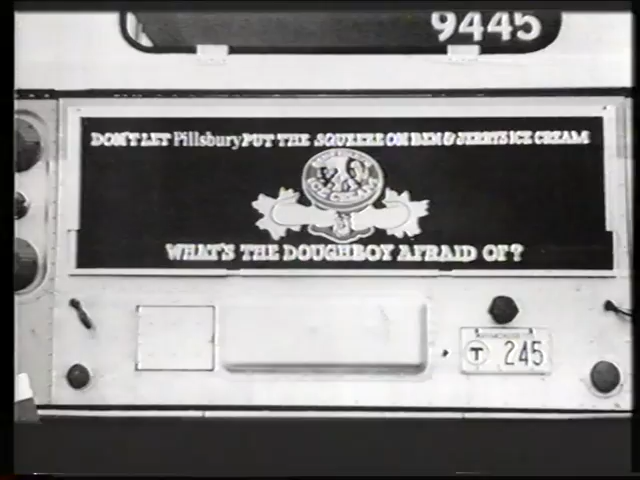 9445
DON'T LET Pillsbury PUT THE SQUEEZE ON BEN & JERRY'S ICE CREAM
WHAT'S THE DOUGHBOY AFRAID OF?
T 245